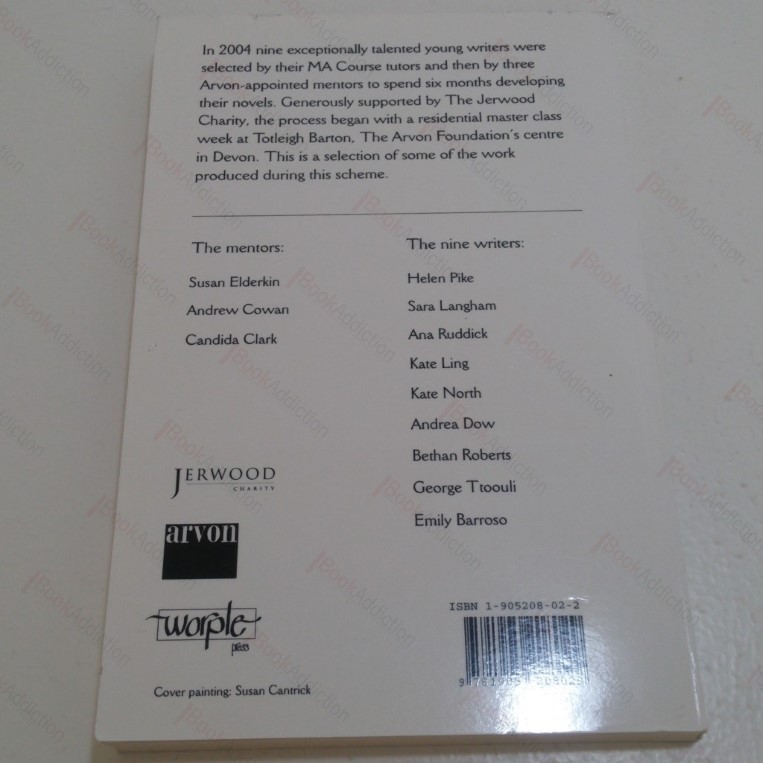 In 2004 nine exceptionally talented young writers were
selected by their MA Course tutors and then by three
Arvon-appointed mentors to spend six months developing
their novels. Generously supported by The Jerwood
Charity, the process began with a residential master class
week at Totleigh Barton, The Arvon Foundation's centre
in Devon. This is a selection of some of the work
produced during this scheme.
The mentors:
Susan Elderkin
Andrew Cowan
Candida Clark
The nine writers:
Helen Pike
Sara Langham
Ana Ruddick
Kate Ling
Kate North
Andrea Dow
Bethan Roberts
George Ttoouli
Emily Barroso
JERWOOD
CHARITY
arvon
worple
press
Cover painting: Susan Cantrick
ISBN 1-905208-02-2
iBookAddiction